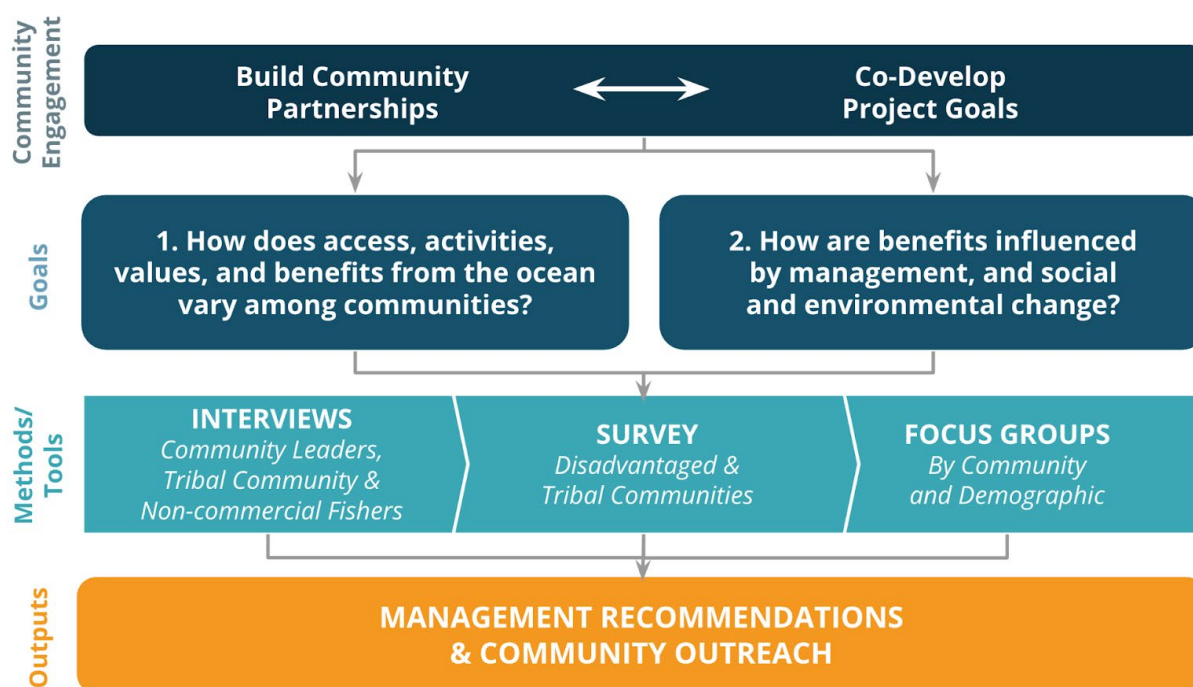 Community
Engagement
Build Community
Partnerships
Co-Develop
Project Goals
Goals
1. How does access, activities,
values, and benefits from the ocean
vary among communities?
2. How are benefits influenced
by management, and social
and environmental change?
Methods/
Tools
INTERVIEWS
Community Leaders,
Tribal Community &
Non-commercial Fishers
SURVEY
Disadvantaged &
Tribal Communities
FOCUS GROUPS
By Community
and Demographic
Outputs
MANAGEMENT RECOMMENDATIONS
& COMMUNITY OUTREACH